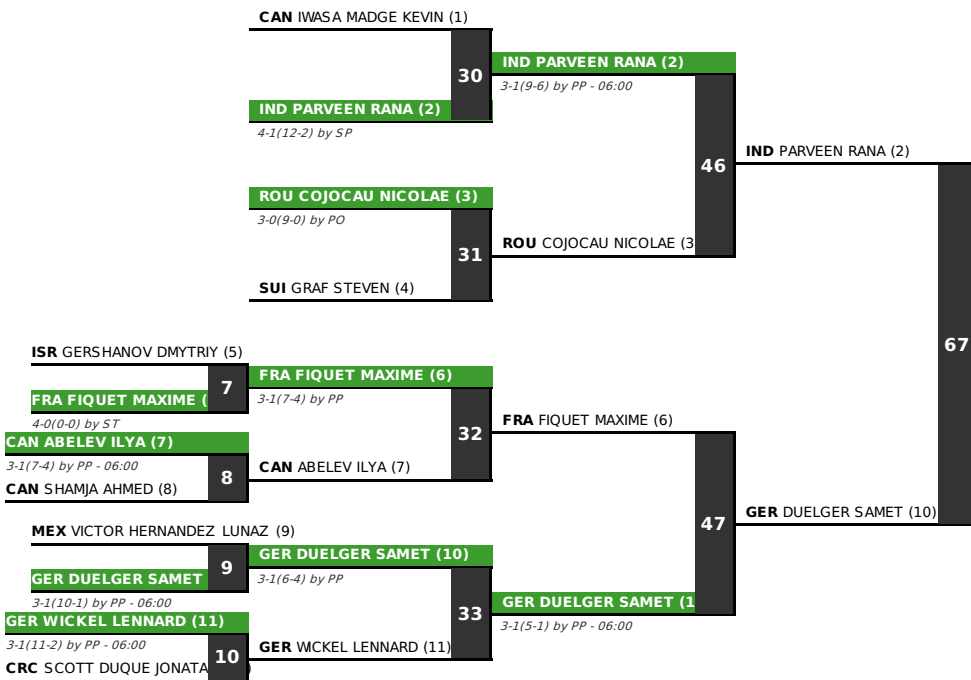 CAN IWASA MADGE KEVIN (1)
30
IND PARVEEN RANA (2)
4-1(12-2) by SP
IND PARVEEN RANA (2)
3-1(9-6) by PP - 06:00
46
ROU COJOCAU NICOLAE (3)
3-0(9-0) by PO
31
SUI GRAF STEVEN (4)
ROU COJOCAU NICOLAE (3
IND PARVEEN RANA (2)
67
ISR GERSHANOV DMYTRIY (5)
7
FRA FIQUET MAXIME (
4-0(0-0) by ST
CAN ABELEV ILYA (7)
3-1(7-4) by PP - 06:00
8
CAN SHAMJA AHMED (8)
FRA FIQUET MAXIME (6)
3-1(7-4) by PP
32
CAN ABELEV ILYA (7)
FRA FIQUET MAXIME (6)
47
MEX VICTOR HERNANDEZ LUNAZ (9)
9
GER DUELGER SAMET
3-1(10-1) by PP - 06:00
GER WICKEL LENNARD (11)
3-1(11-2) by PP - 06:00
10
CRC SCOTT DUQUE JONATA
GER DUELGER SAMET (10)
3-1(6-4) by PP
33
GER WICKEL LENNARD (11)
GER DUELGER SAMET (1
3-1(5-1) by PP - 06:00
GER DUELGER SAMET (10)